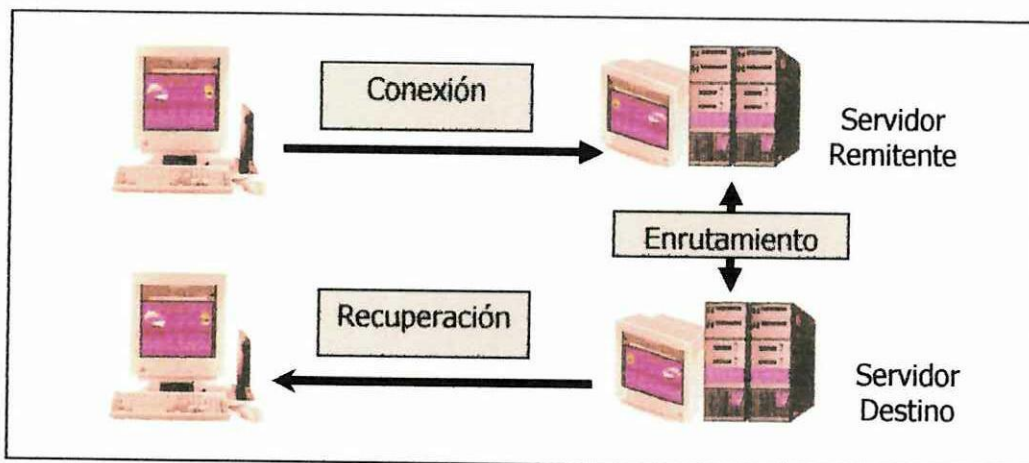 Conexión
Servidor
Remitente
Enrutamiento
Recuperación
Servidor
Destino